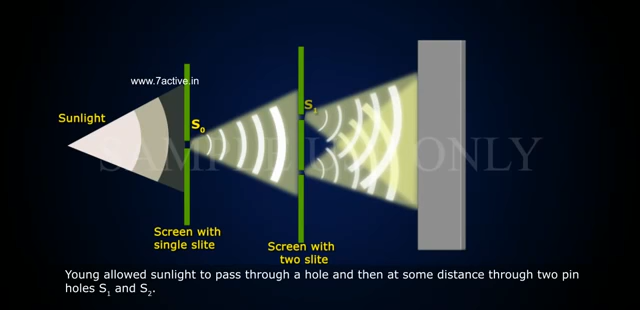 www.7active.in
Sunlight
S₀
S₁
SAMPLE ONLY
Screen with
single slite
Screen with
two slite
Young allowed sunlight to pass through a hole and then at some distance through two pin
holes S₁ and S₂.